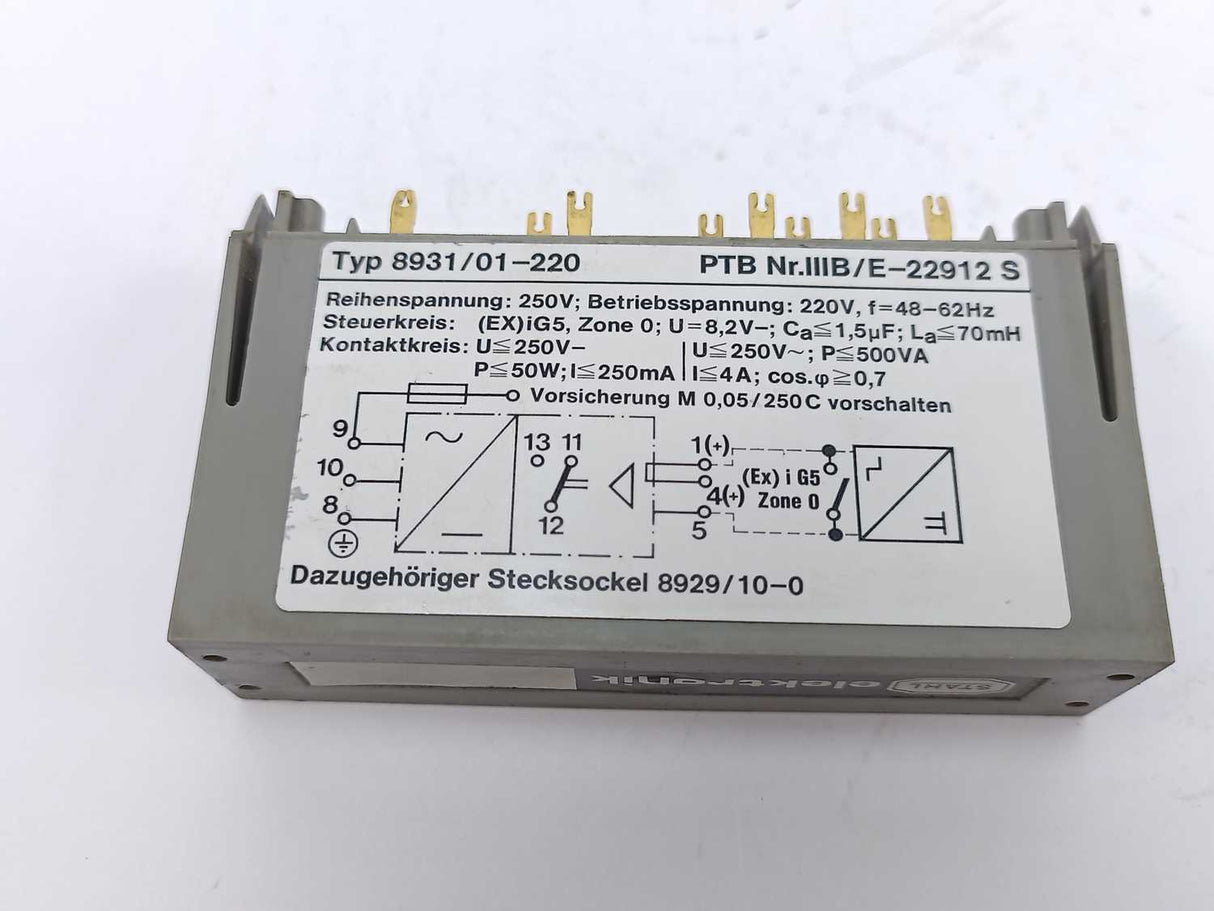 Typ 8931/01-220 PTB Nr.IIIB/E-22912 S
Reihenspannung: 250V; Betriebsspannung: 220V, f=48-62Hz
Steuerkreis: (EX)iG5, Zone 0; U=8,2V-; Ca≦1,5µF; La≦70mH
Kontaktkreis: U≦250V- U≦250V~; P≦500VA
P≦50W; I≦250mA I≦4A; cos.φ≧0,7
Vorsicherung M 0,05/250C vorschalten
9 13 11 1(+)
10 (Ex) i G5
4(+) Zone 0
8 12 5
Dazugehöriger Stecksockel 8929/10-0
STAHL elektronik